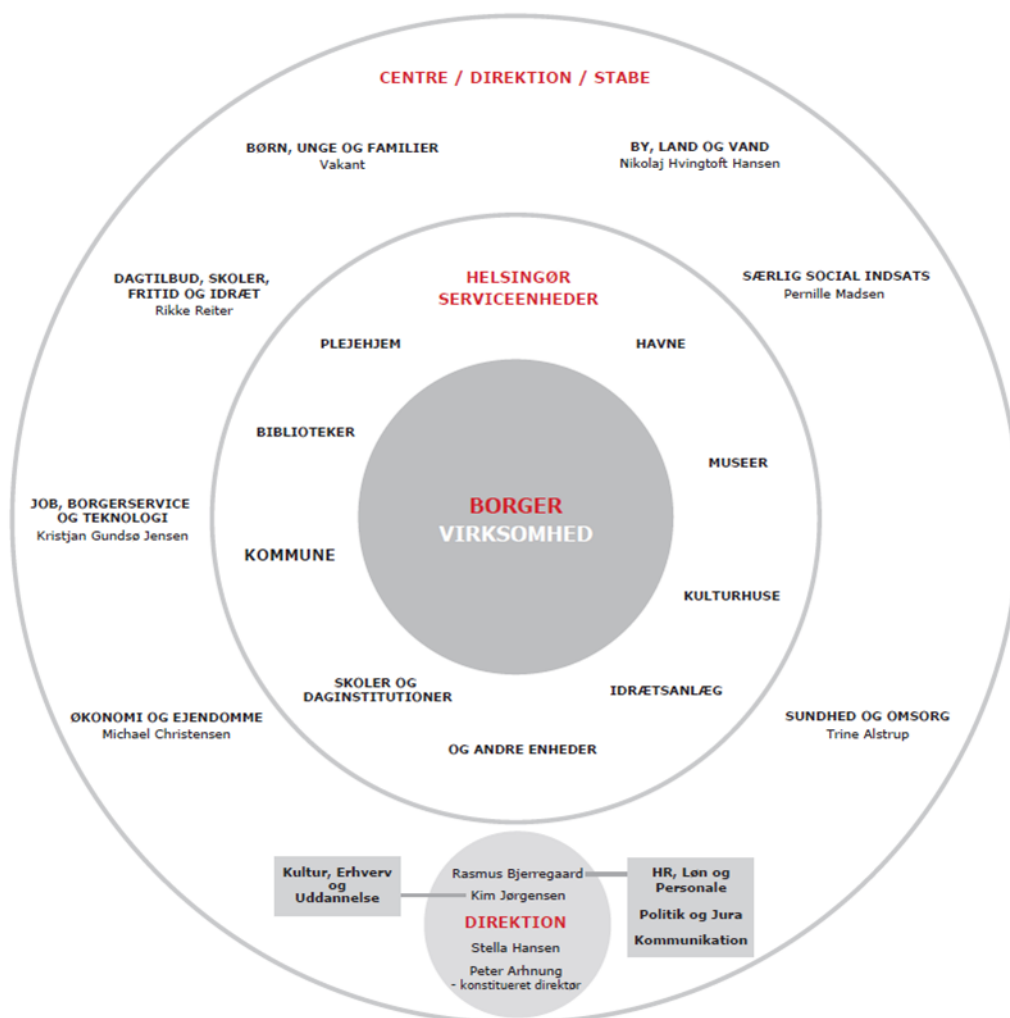 CENTRE / DIREKTION / STABE
BØRN, UNGE OG FAMILIER
Vakant
BY, LAND OG VAND
Nikolaj Hvingtoft Hansen
DAGTILBUD, SKOLER,
FRITID OG IDRÆT
Rikke Reiter
HELSINGØR
SERVICEENHEDER
SÆRLIG SOCIAL INDSATS
Pernille Madsen
PLEJEHJEM
HAVNE
BIBLIOTEKER
MUSEER
JOB, BORGERSERVICE
OG TEKNOLOGI
Kristjan Gundsø Jensen
BORGER
VIRKSOMHED
KOMMUNE
KULTURHUSE
SKOLER OG
DAGINSTITUTIONER
IDRÆTSANLÆG
ØKONOMI OG EJENDOMME
Michael Christensen
SUNDHED OG OMSORG
Trine Alstrup
OG ANDRE ENHEDER
Kultur, Erhverv
og
Uddannelse
Rasmus Bjerregaard
Kim Jørgensen
DIREKTION
Stella Hansen
Peter Arhnung
- konstitueret direktør
HR, Løn og
Personale
Politik og Jura
Kommunikation